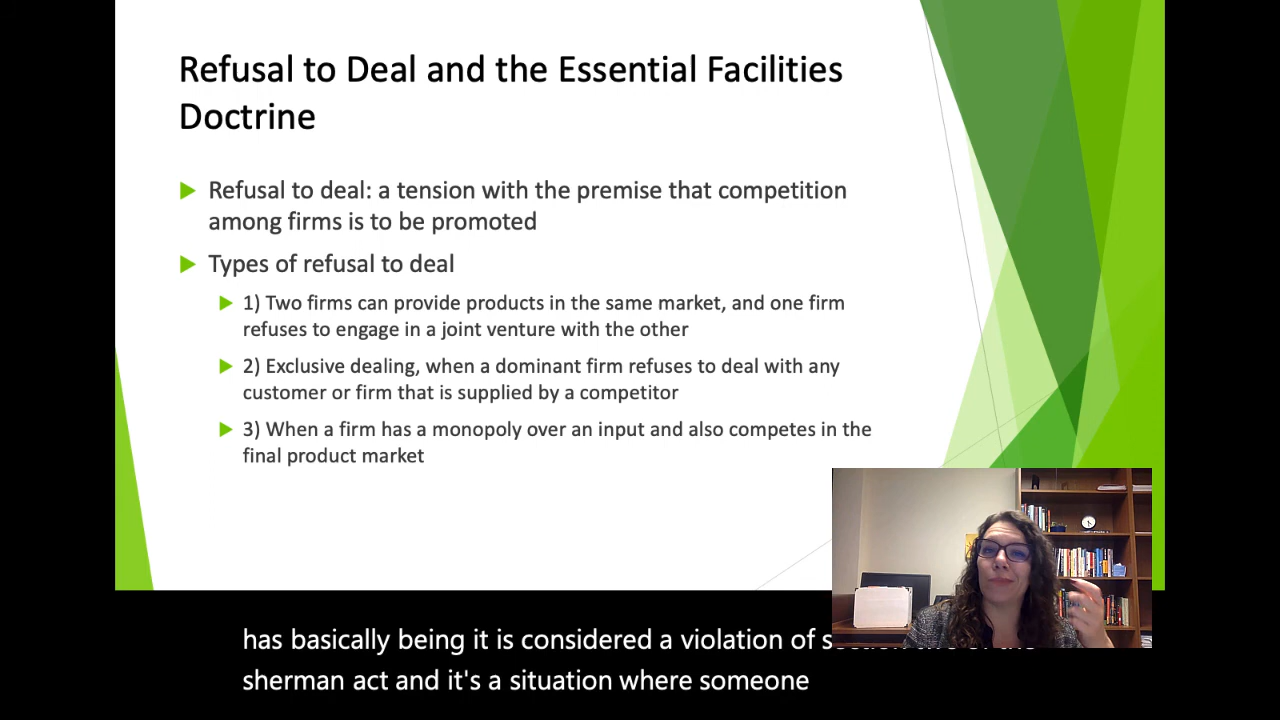 Refusal to Deal and the Essential Facilities
Doctrine
Refusal to deal: a tension with the premise that competition
among firms is to be promoted
Types of refusal to deal
1) Two firms can provide products in the same market, and one firm
refuses to engage in a joint venture with the other
2) Exclusive dealing, when a dominant firm refuses to deal with any
customer or firm that is supplied by a competitor
3) When a firm has a monopoly over an input and also competes in the
final product market
has basically being it is considered a violation of
sherman act and it's a situation where someone